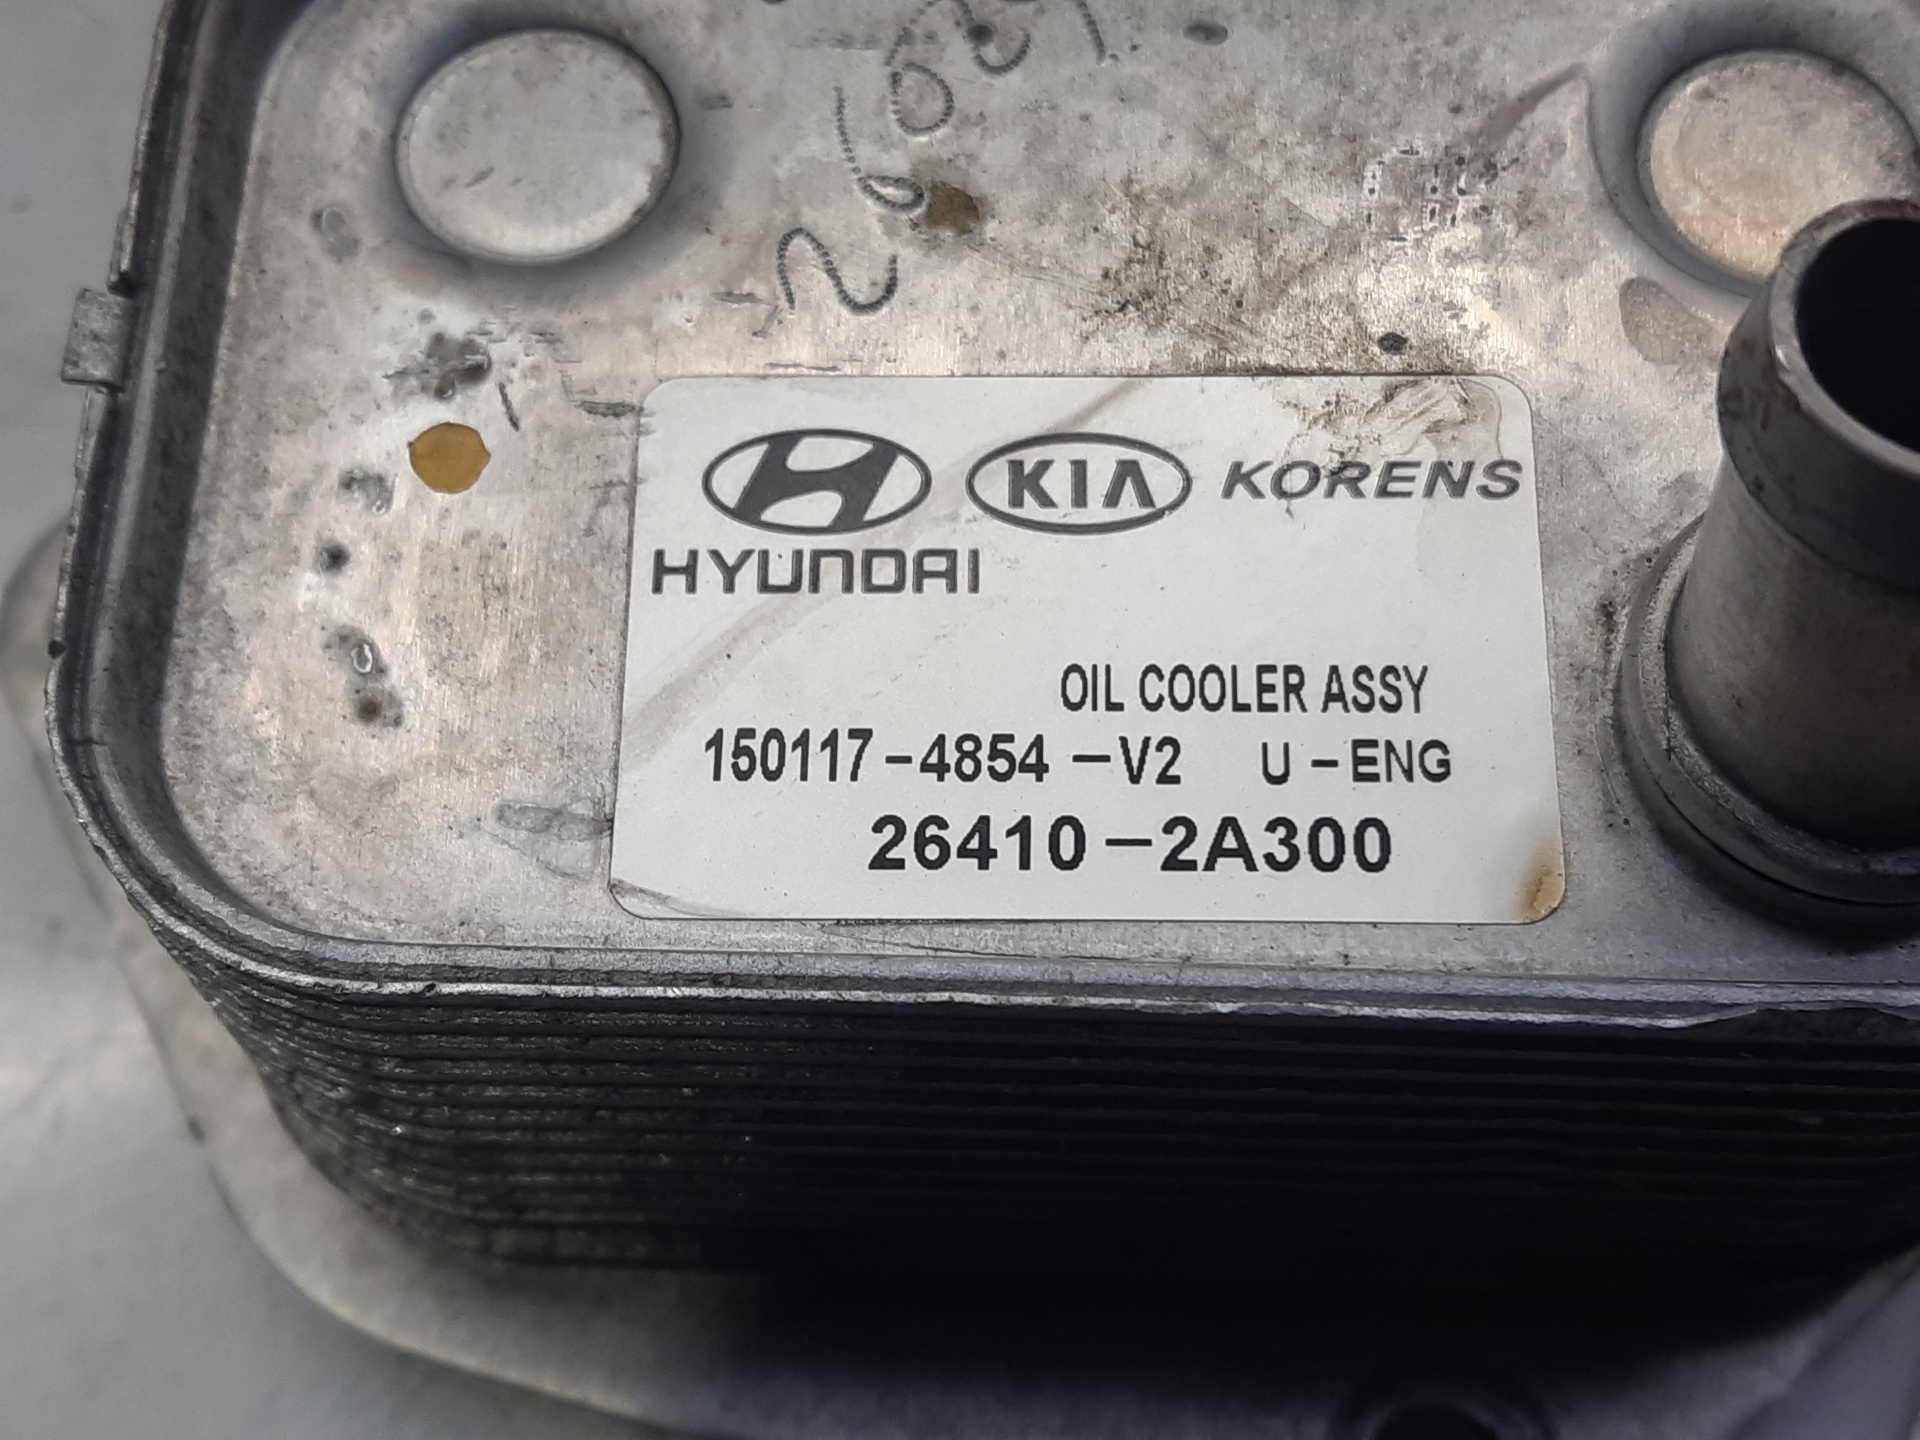 HYUNDAI KIA KORENS
OIL COOLER ASSY
150117-4854-V2 U-ENG
26410-2A300